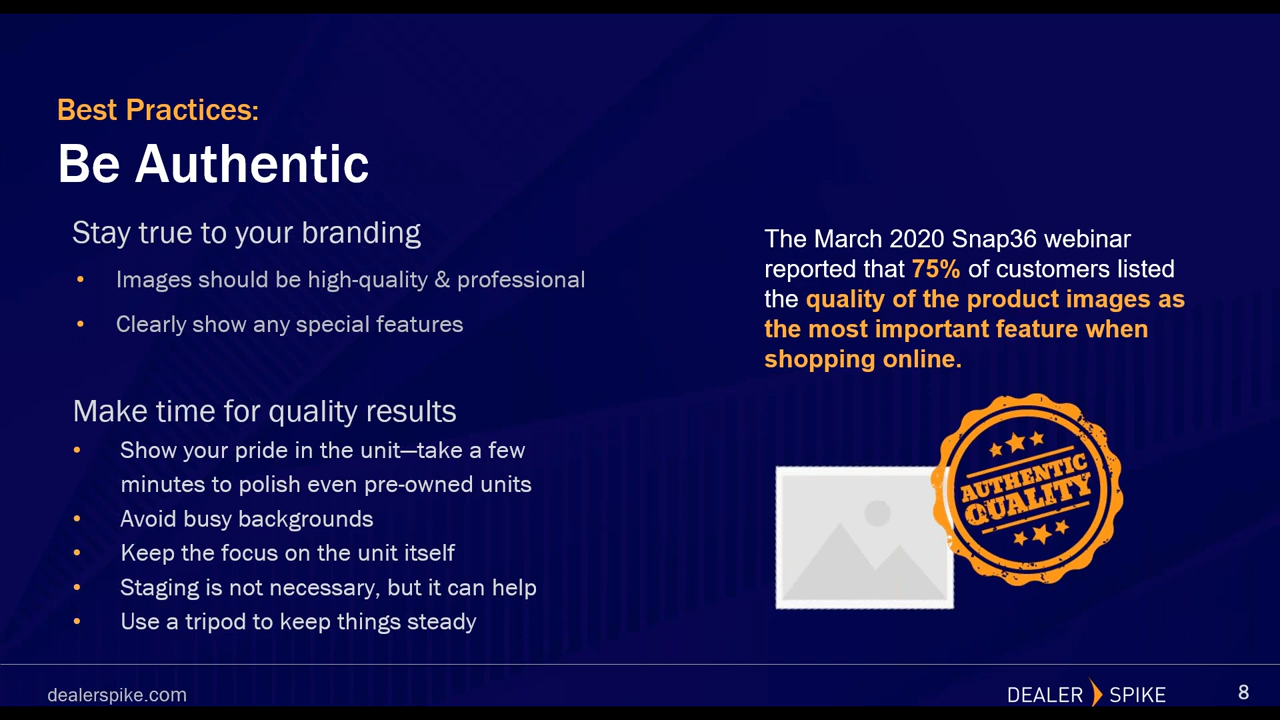 Best Practices:
Be Authentic
Stay true to your branding
• Images should be high-quality & professional
• Clearly show any special features
Make time for quality results
• Show your pride in the unit—take a few
minutes to polish even pre-owned units
• Avoid busy backgrounds
• Keep the focus on the unit itself
• Staging is not necessary, but it can help
• Use a tripod to keep things steady
The March 2020 Snap36 webinar
reported that 75% of customers listed
the quality of the product images as
the most important feature when
shopping online.
AUTHENTIC
QUALITY
dealerspike.com
DEALER SPIKE
8